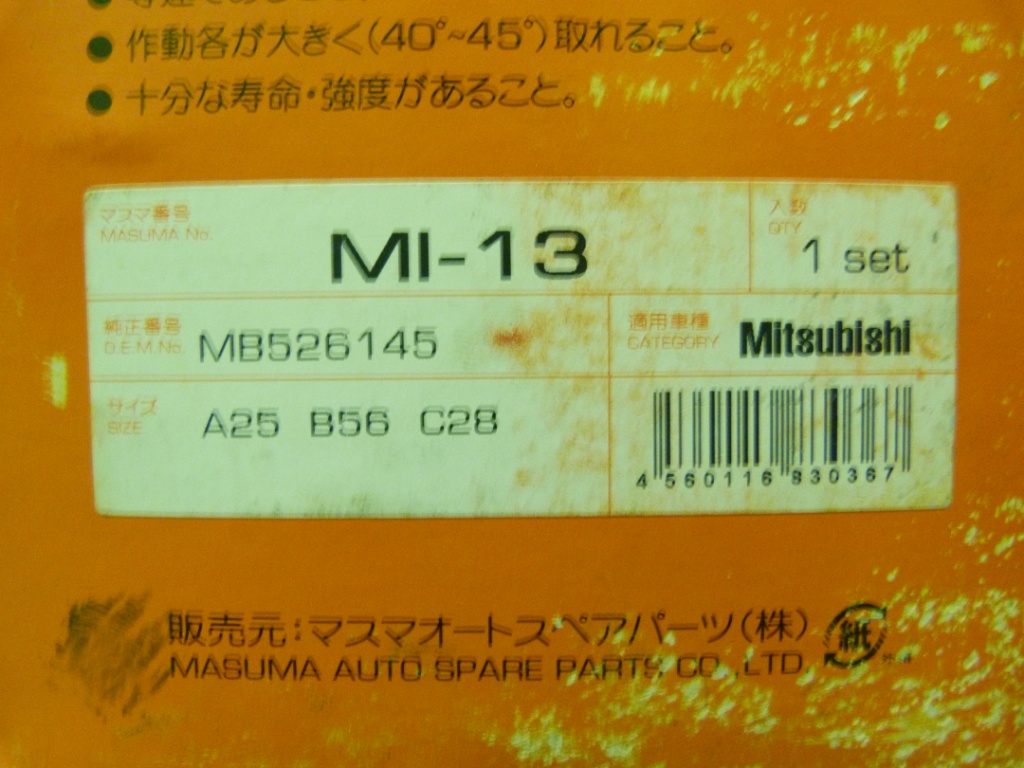 ● 作動各が大きく(40°~45°)取れること。
● 十分な寿命・強度があること。
マスマ番号
MASUMA No.
MI-13
入数
QTY
1 set
純正番号
O.E.M.No.
MB526145
適用車種
CATEGORY
Mitsubishi
サイズ
SIZE
A25 B56 C28
4 560116 830367
販売元:マスマオートスペアパーツ(株)
紙
MASUMA AUTO SPARE PARTS CO.,LTD.